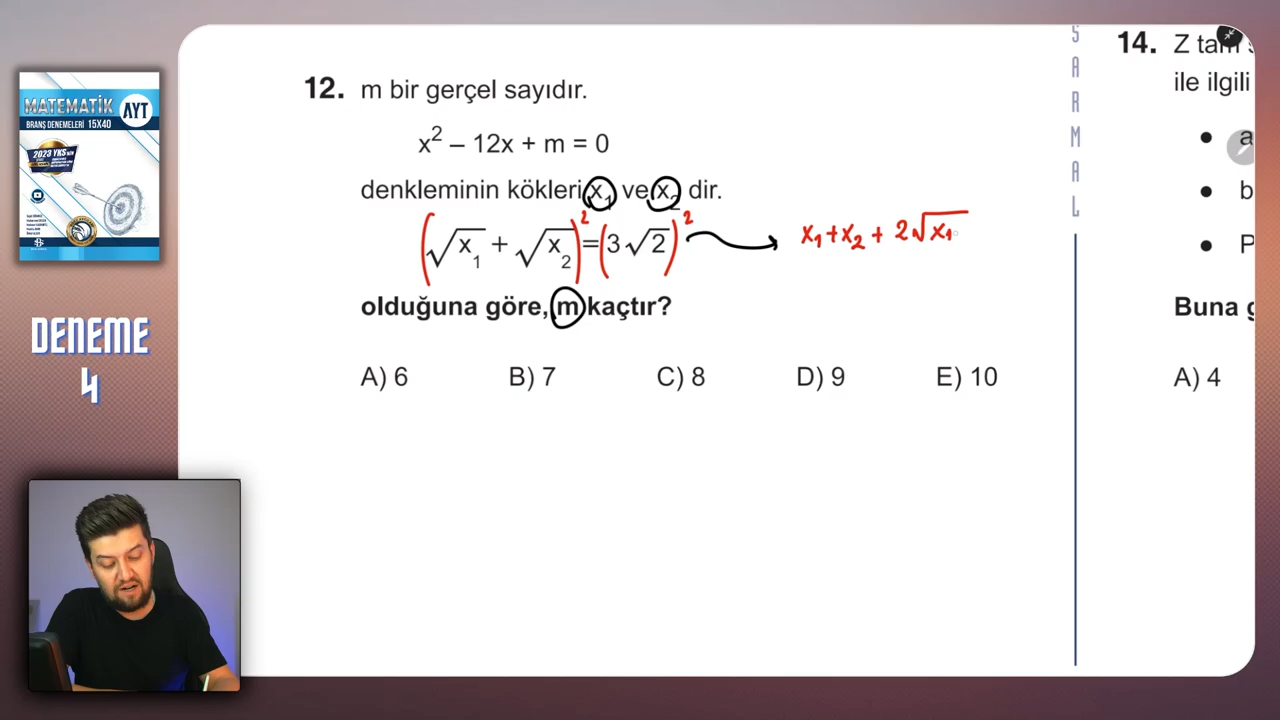 MATEMATİK AYT
BRANŞ DENEMELERİ 15X40
2023 YKS'NİN
DENEME
4
12. m bir gerçel sayıdır.
x² – 12x + m = 0
denkleminin kökleri x₁ ve x₂ dir.
(√x₁ + √x₂)² = (3√2)² → x₁+x₂ + 2√x₁
olduğuna göre, m kaçtır?
A) 6 B) 7 C) 8 D) 9 E) 10
S
A
R
M
A
L
14. Z tam s
ile ilgili
• a
• b
• P
Buna g
A) 4